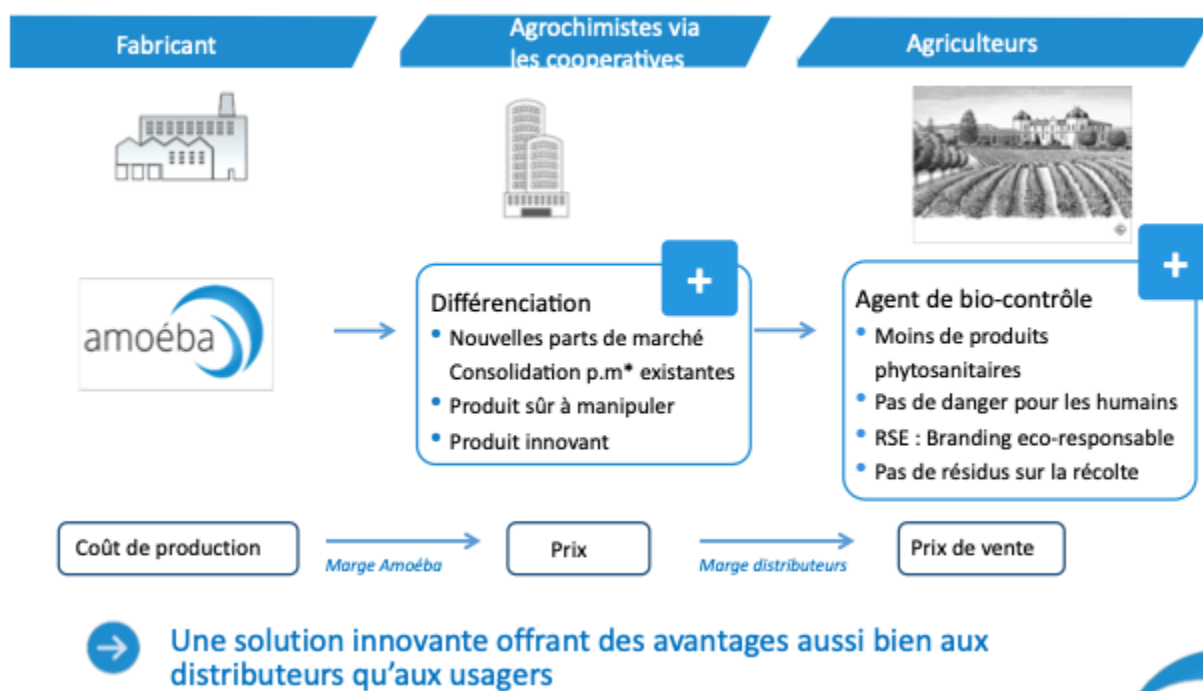 Fabricant
Agrochimistes via
les cooperatives
Agriculteurs
amoéba
Différenciation
• Nouvelles parts de marché
Consolidation p.m* existantes
• Produit sûr à manipuler
• Produit innovant
+
Agent de bio-contrôle
• Moins de produits
phytosanitaires
• Pas de danger pour les humains
• RSE : Branding eco-responsable
• Pas de résidus sur la récolte
+
Coût de production
Marge Amoéba
Prix
Marge distributeurs
Prix de vente
Une solution innovante offrant des avantages aussi bien aux
distributeurs qu’aux usagers